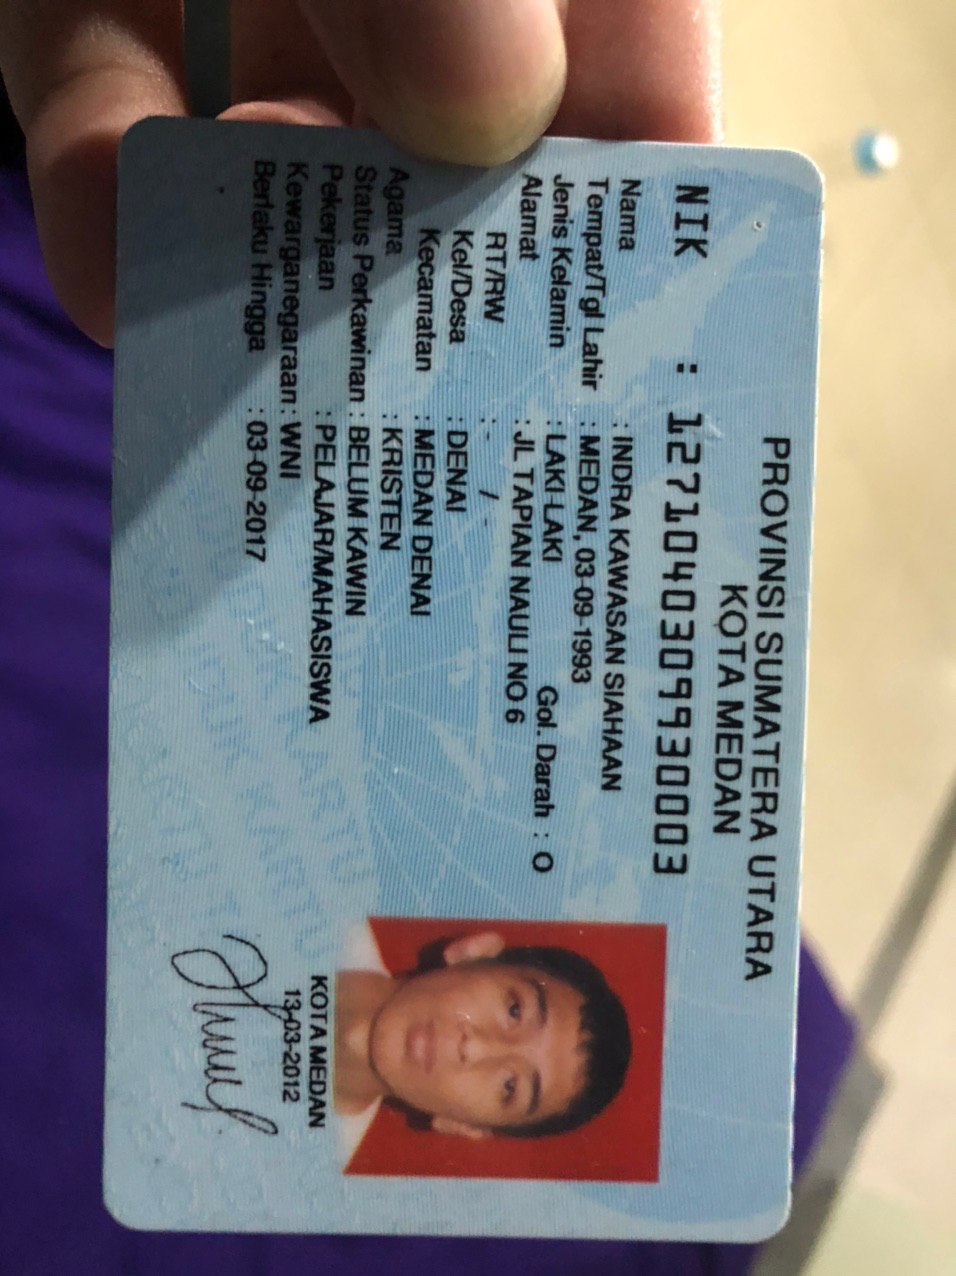 PROVINSI SUMATERA UTARA
KOTA MEDAN
NIK : 1271040309930003
Nama : INDRA KAWASAN SIAHAAN
Tempat/Tgl Lahir : MEDAN, 03-09-1993
Jenis Kelamin : LAKI-LAKI Gol. Darah : O
Alamat : JL TAPIAN NAULI NO 6
RT/RW : - / -
Kel/Desa : DENAI
Kecamatan : MEDAN DENAI
Agama : KRISTEN
Status Perkawinan : BELUM KAWIN
Pekerjaan : PELAJAR/MAHASISWA
Kewarganegaraan : WNI
Berlaku Hingga : 03-09-2017
KOTA MEDAN
13-03-2012